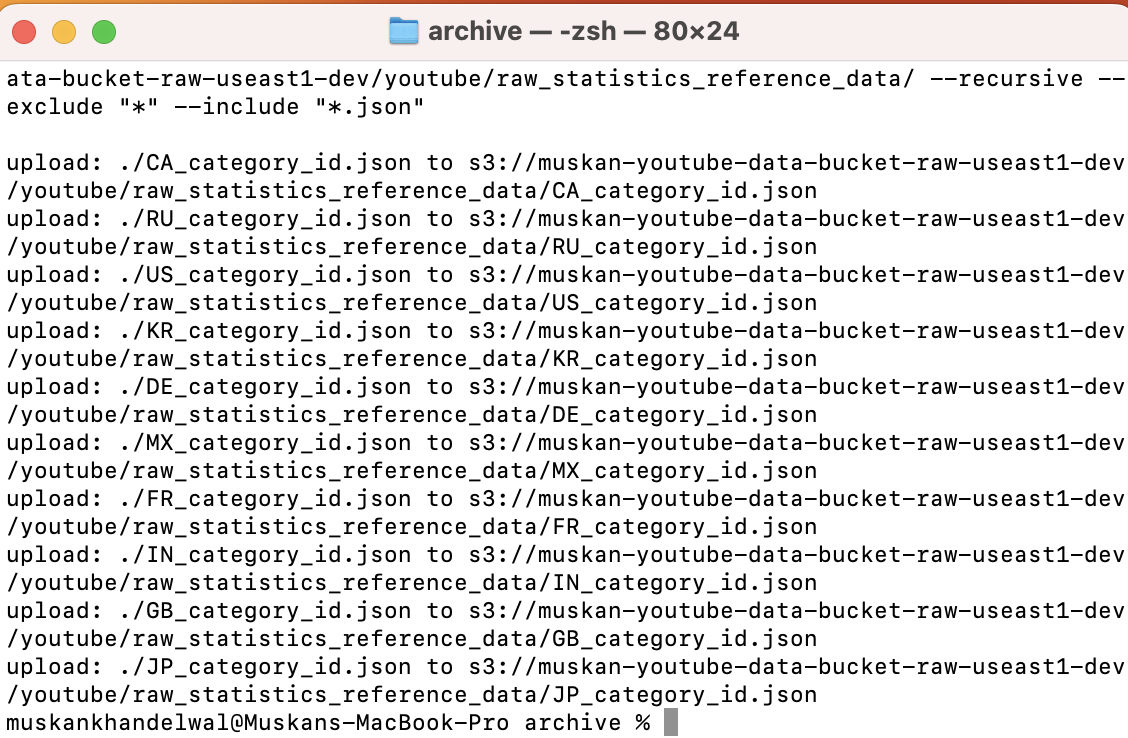 archive — -zsh — 80×24
ata-bucket-raw-useast1-dev/youtube/raw_statistics_reference_data/ --recursive --
exclude "*" --include "*.json"
upload: ./CA_category_id.json to s3://muskan-youtube-data-bucket-raw-useast1-dev
/youtube/raw_statistics_reference_data/CA_category_id.json
upload: ./RU_category_id.json to s3://muskan-youtube-data-bucket-raw-useast1-dev
/youtube/raw_statistics_reference_data/RU_category_id.json
upload: ./US_category_id.json to s3://muskan-youtube-data-bucket-raw-useast1-dev
/youtube/raw_statistics_reference_data/US_category_id.json
upload: ./KR_category_id.json to s3://muskan-youtube-data-bucket-raw-useast1-dev
/youtube/raw_statistics_reference_data/KR_category_id.json
upload: ./DE_category_id.json to s3://muskan-youtube-data-bucket-raw-useast1-dev
/youtube/raw_statistics_reference_data/DE_category_id.json
upload: ./MX_category_id.json to s3://muskan-youtube-data-bucket-raw-useast1-dev
/youtube/raw_statistics_reference_data/MX_category_id.json
upload: ./FR_category_id.json to s3://muskan-youtube-data-bucket-raw-useast1-dev
/youtube/raw_statistics_reference_data/FR_category_id.json
upload: ./IN_category_id.json to s3://muskan-youtube-data-bucket-raw-useast1-dev
/youtube/raw_statistics_reference_data/IN_category_id.json
upload: ./GB_category_id.json to s3://muskan-youtube-data-bucket-raw-useast1-dev
/youtube/raw_statistics_reference_data/GB_category_id.json
upload: ./JP_category_id.json to s3://muskan-youtube-data-bucket-raw-useast1-dev
/youtube/raw_statistics_reference_data/JP_category_id.json
muskankhandelwal@Muskans-MacBook-Pro archive %